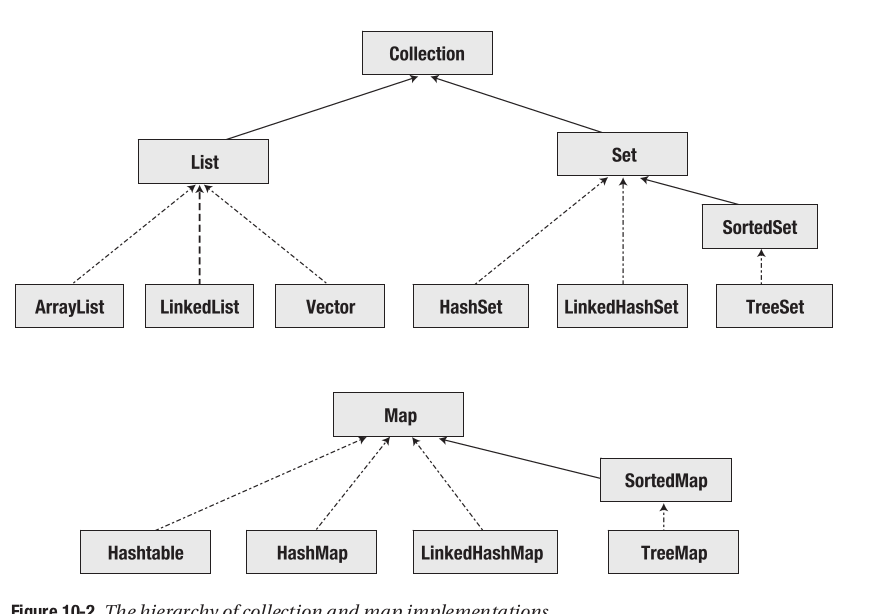 Collection
List
Set
SortedSet
ArrayList LinkedList Vector HashSet LinkedHashSet TreeSet
Map
SortedMap
Hashtable HashMap LinkedHashMap TreeMap
Figure 10-2. The hierarchy of collection and map implementations